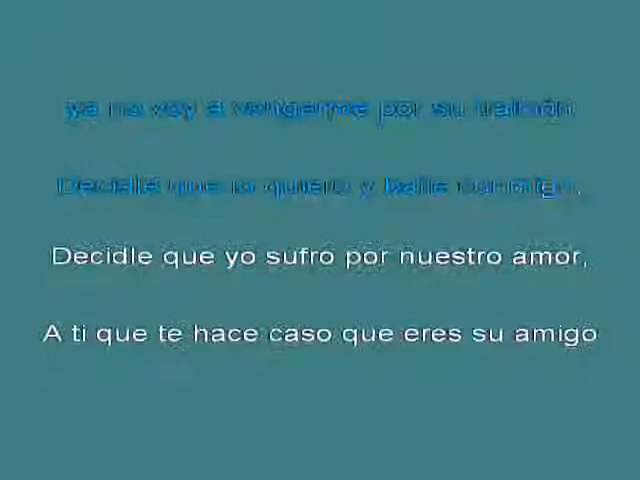 ya no voy a vengarme por su traición
Decidle que lo quiero y baile conmigo,
Decidle que yo sufro por nuestro amor,
A ti que te hace caso que eres su amigo